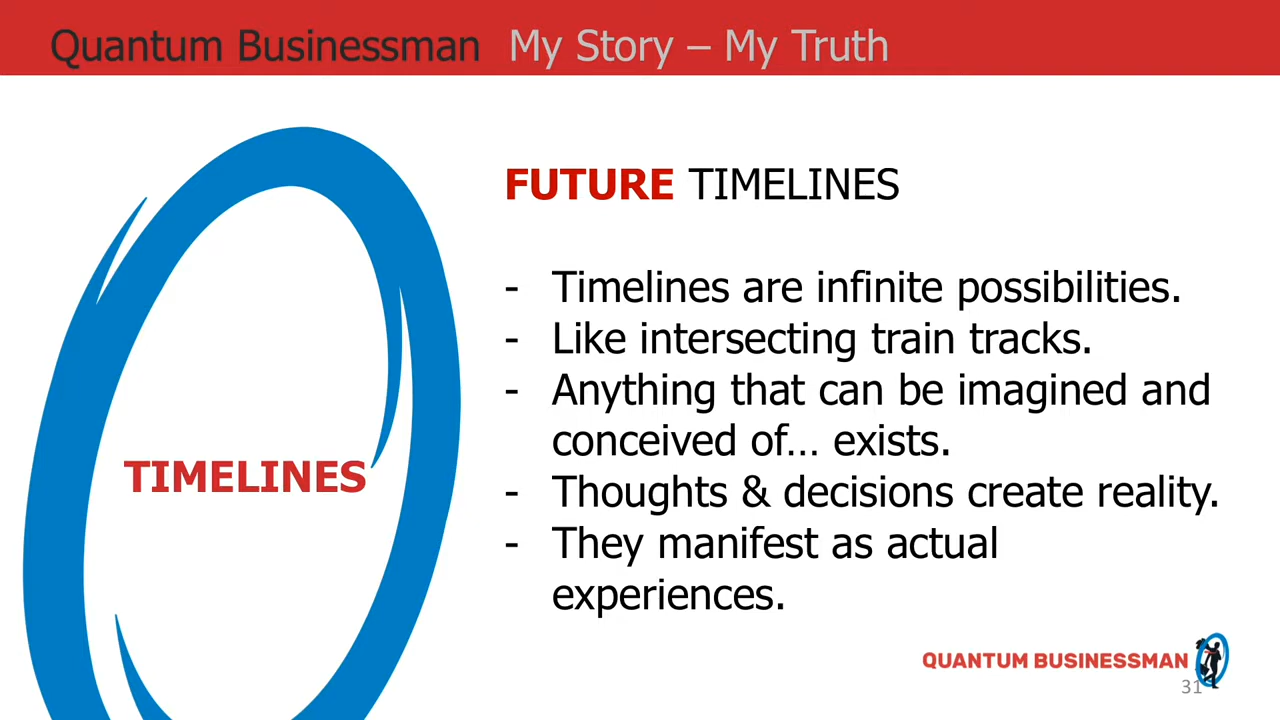 Quantum Businessman My Story – My Truth
FUTURE TIMELINES
- Timelines are infinite possibilities.
- Like intersecting train tracks.
- Anything that can be imagined and
conceived of... exists.
- Thoughts & decisions create reality.
- They manifest as actual
experiences.
TIMELINES
QUANTUM BUSINESSMAN
31